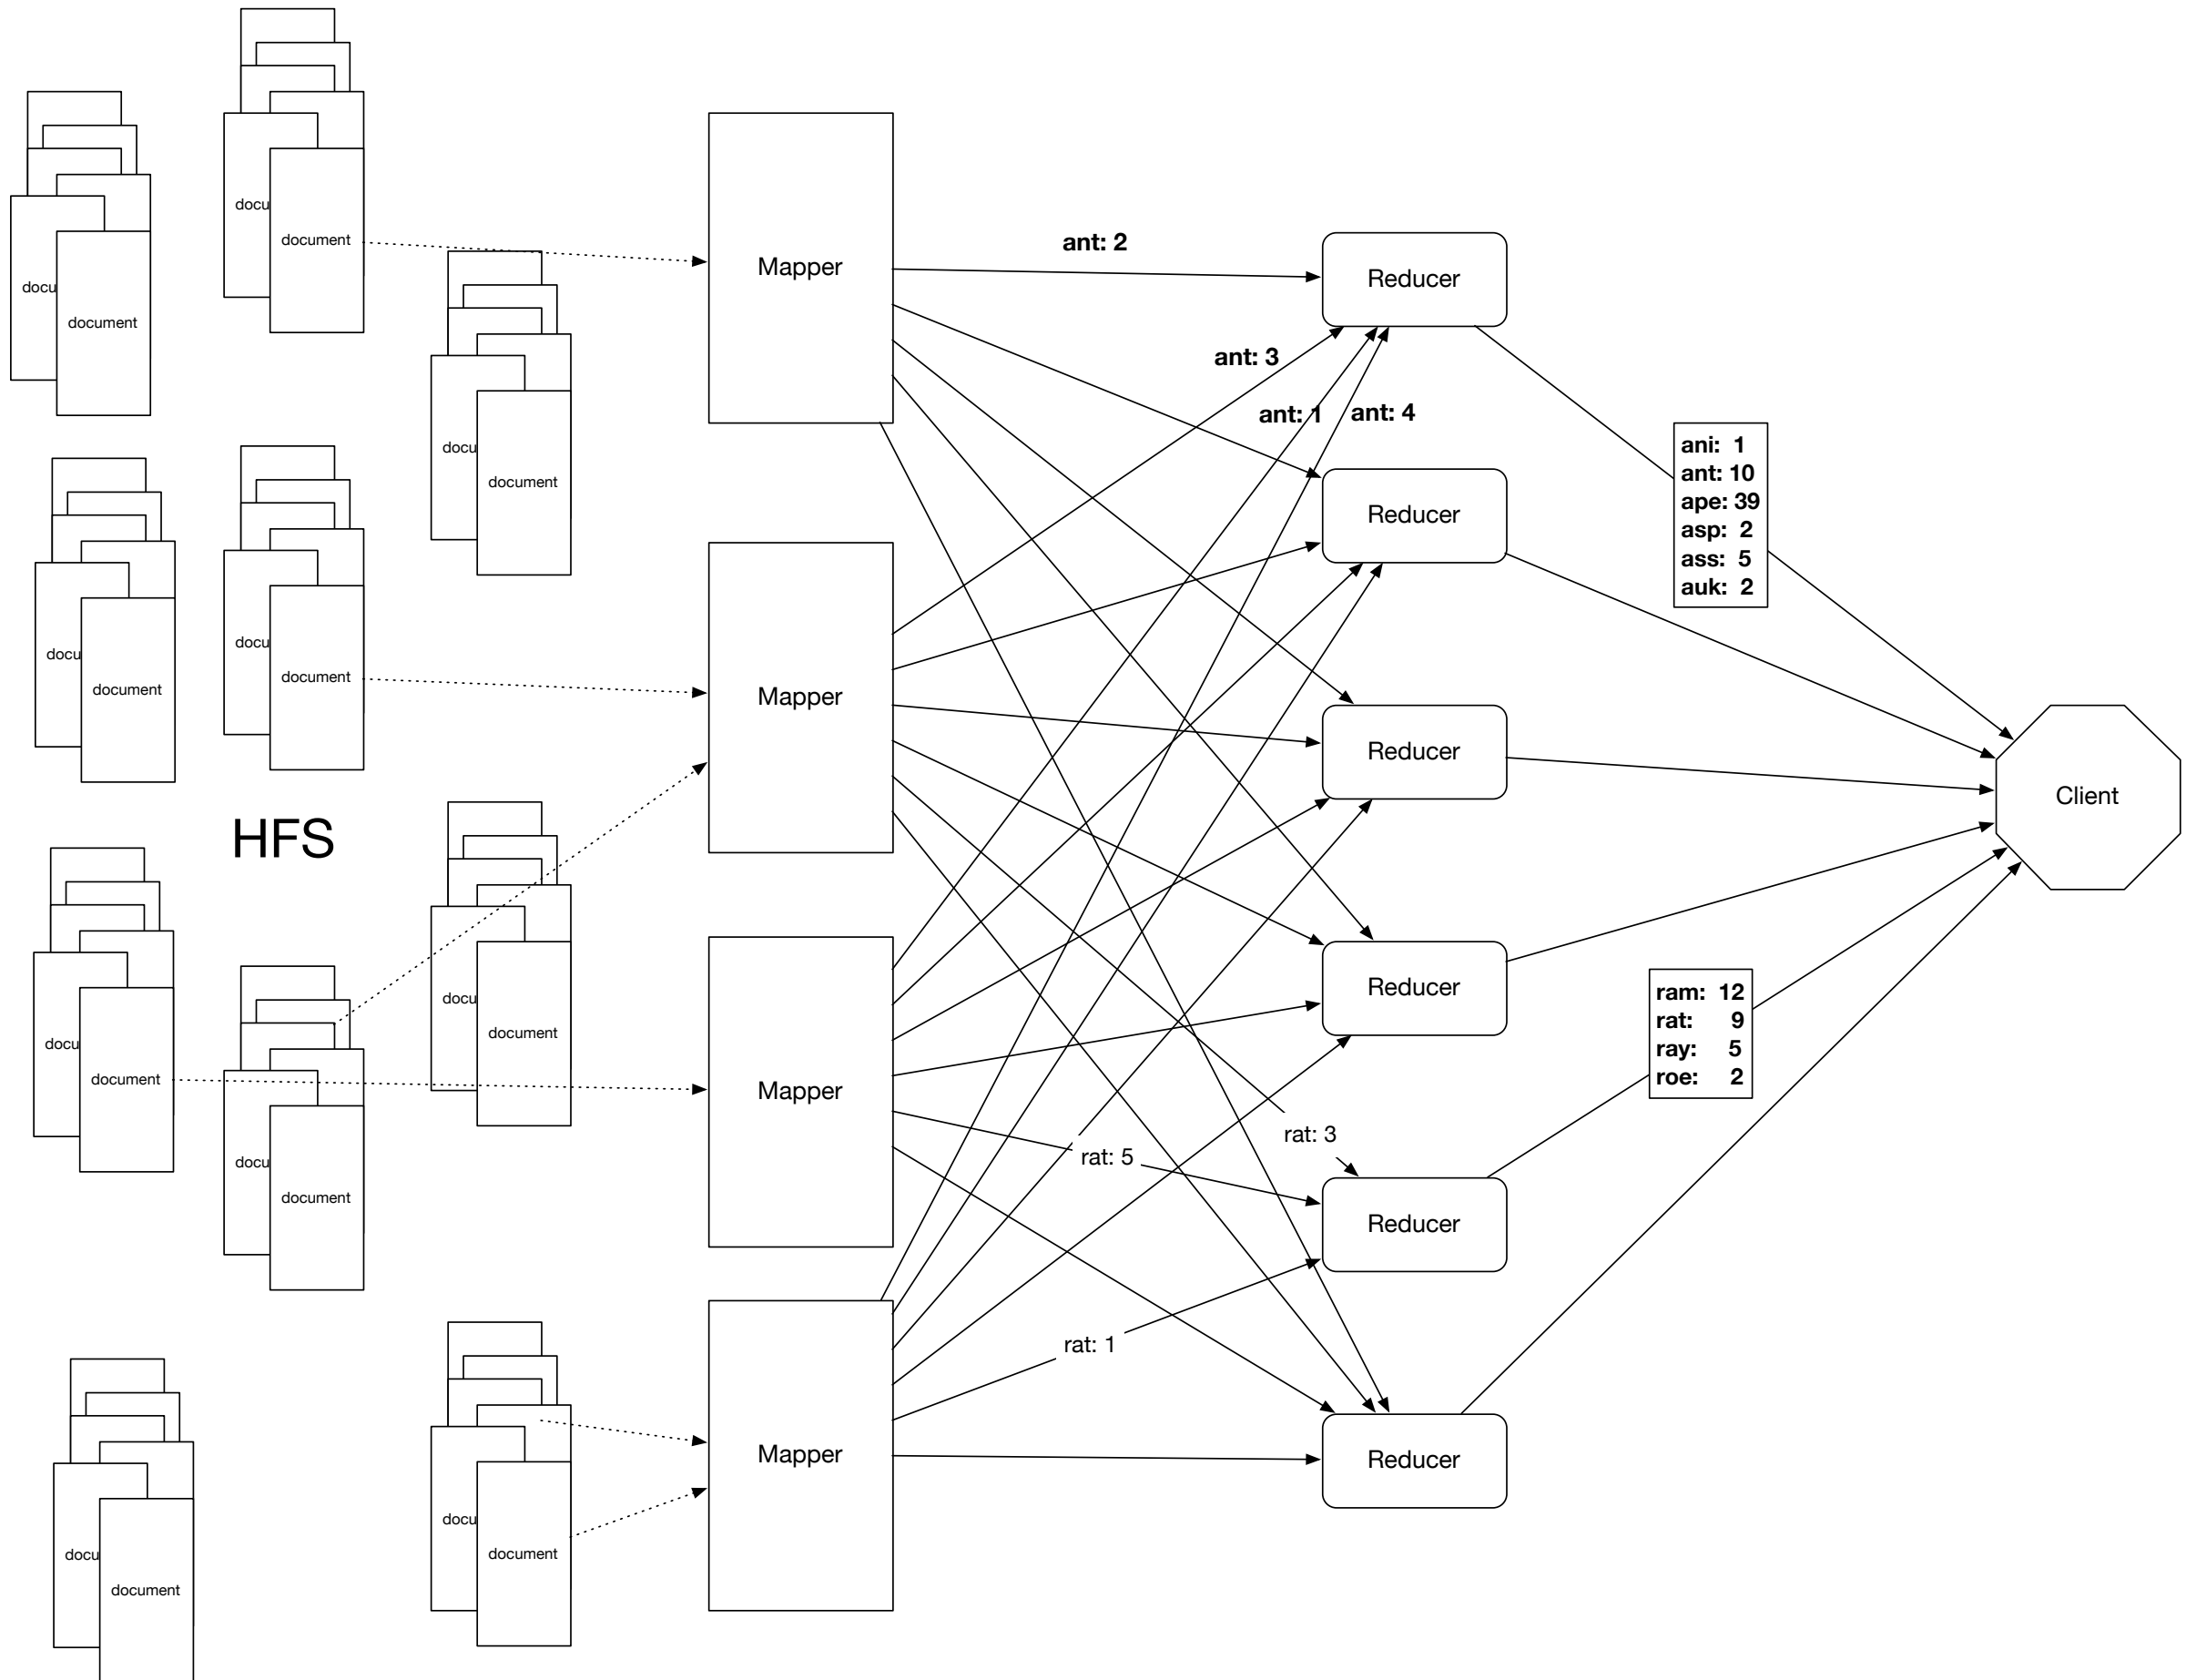 docu
document
docu
document
docu
document
docu
document
docu
document
HFS
docu
document
docu
document
docu
document
docu
document
docu
document
Mapper
Mapper
Mapper
Mapper
ant: 2
ant: 3
ant: 1
ant: 4
rat: 3
rat: 5
rat: 1
Reducer
Reducer
Reducer
Reducer
Reducer
Reducer
ani: 1
ant: 10
ape: 39
asp: 2
ass: 5
auk: 2
ram: 12
rat: 9
ray: 5
roe: 2
Client